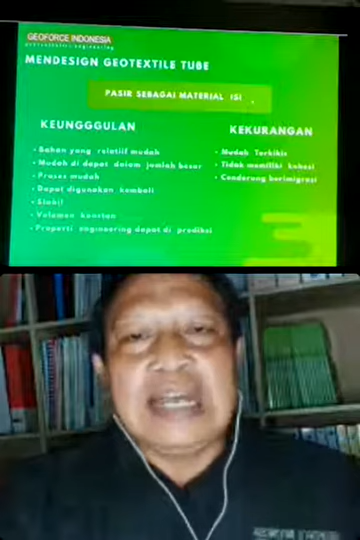 GEOFORCE INDONESIA
MENDESIGN GEOTEXTILE TUBE
PASIR SEBAGAI MATERIAL ISI
KEUNGGGULAN
• Bahan yang relatiif mudah
• Mudah di dapat dalam jumlah besar
• Proses mudah
• Dapat digunakan kembali
• Stabil
• Volumen konstan
• Properti engineering dapat di prediksi
KEKURANGAN
• Mudah Terkikis
• Tidak memiliki kohesi
• Cenderung bermigrasi